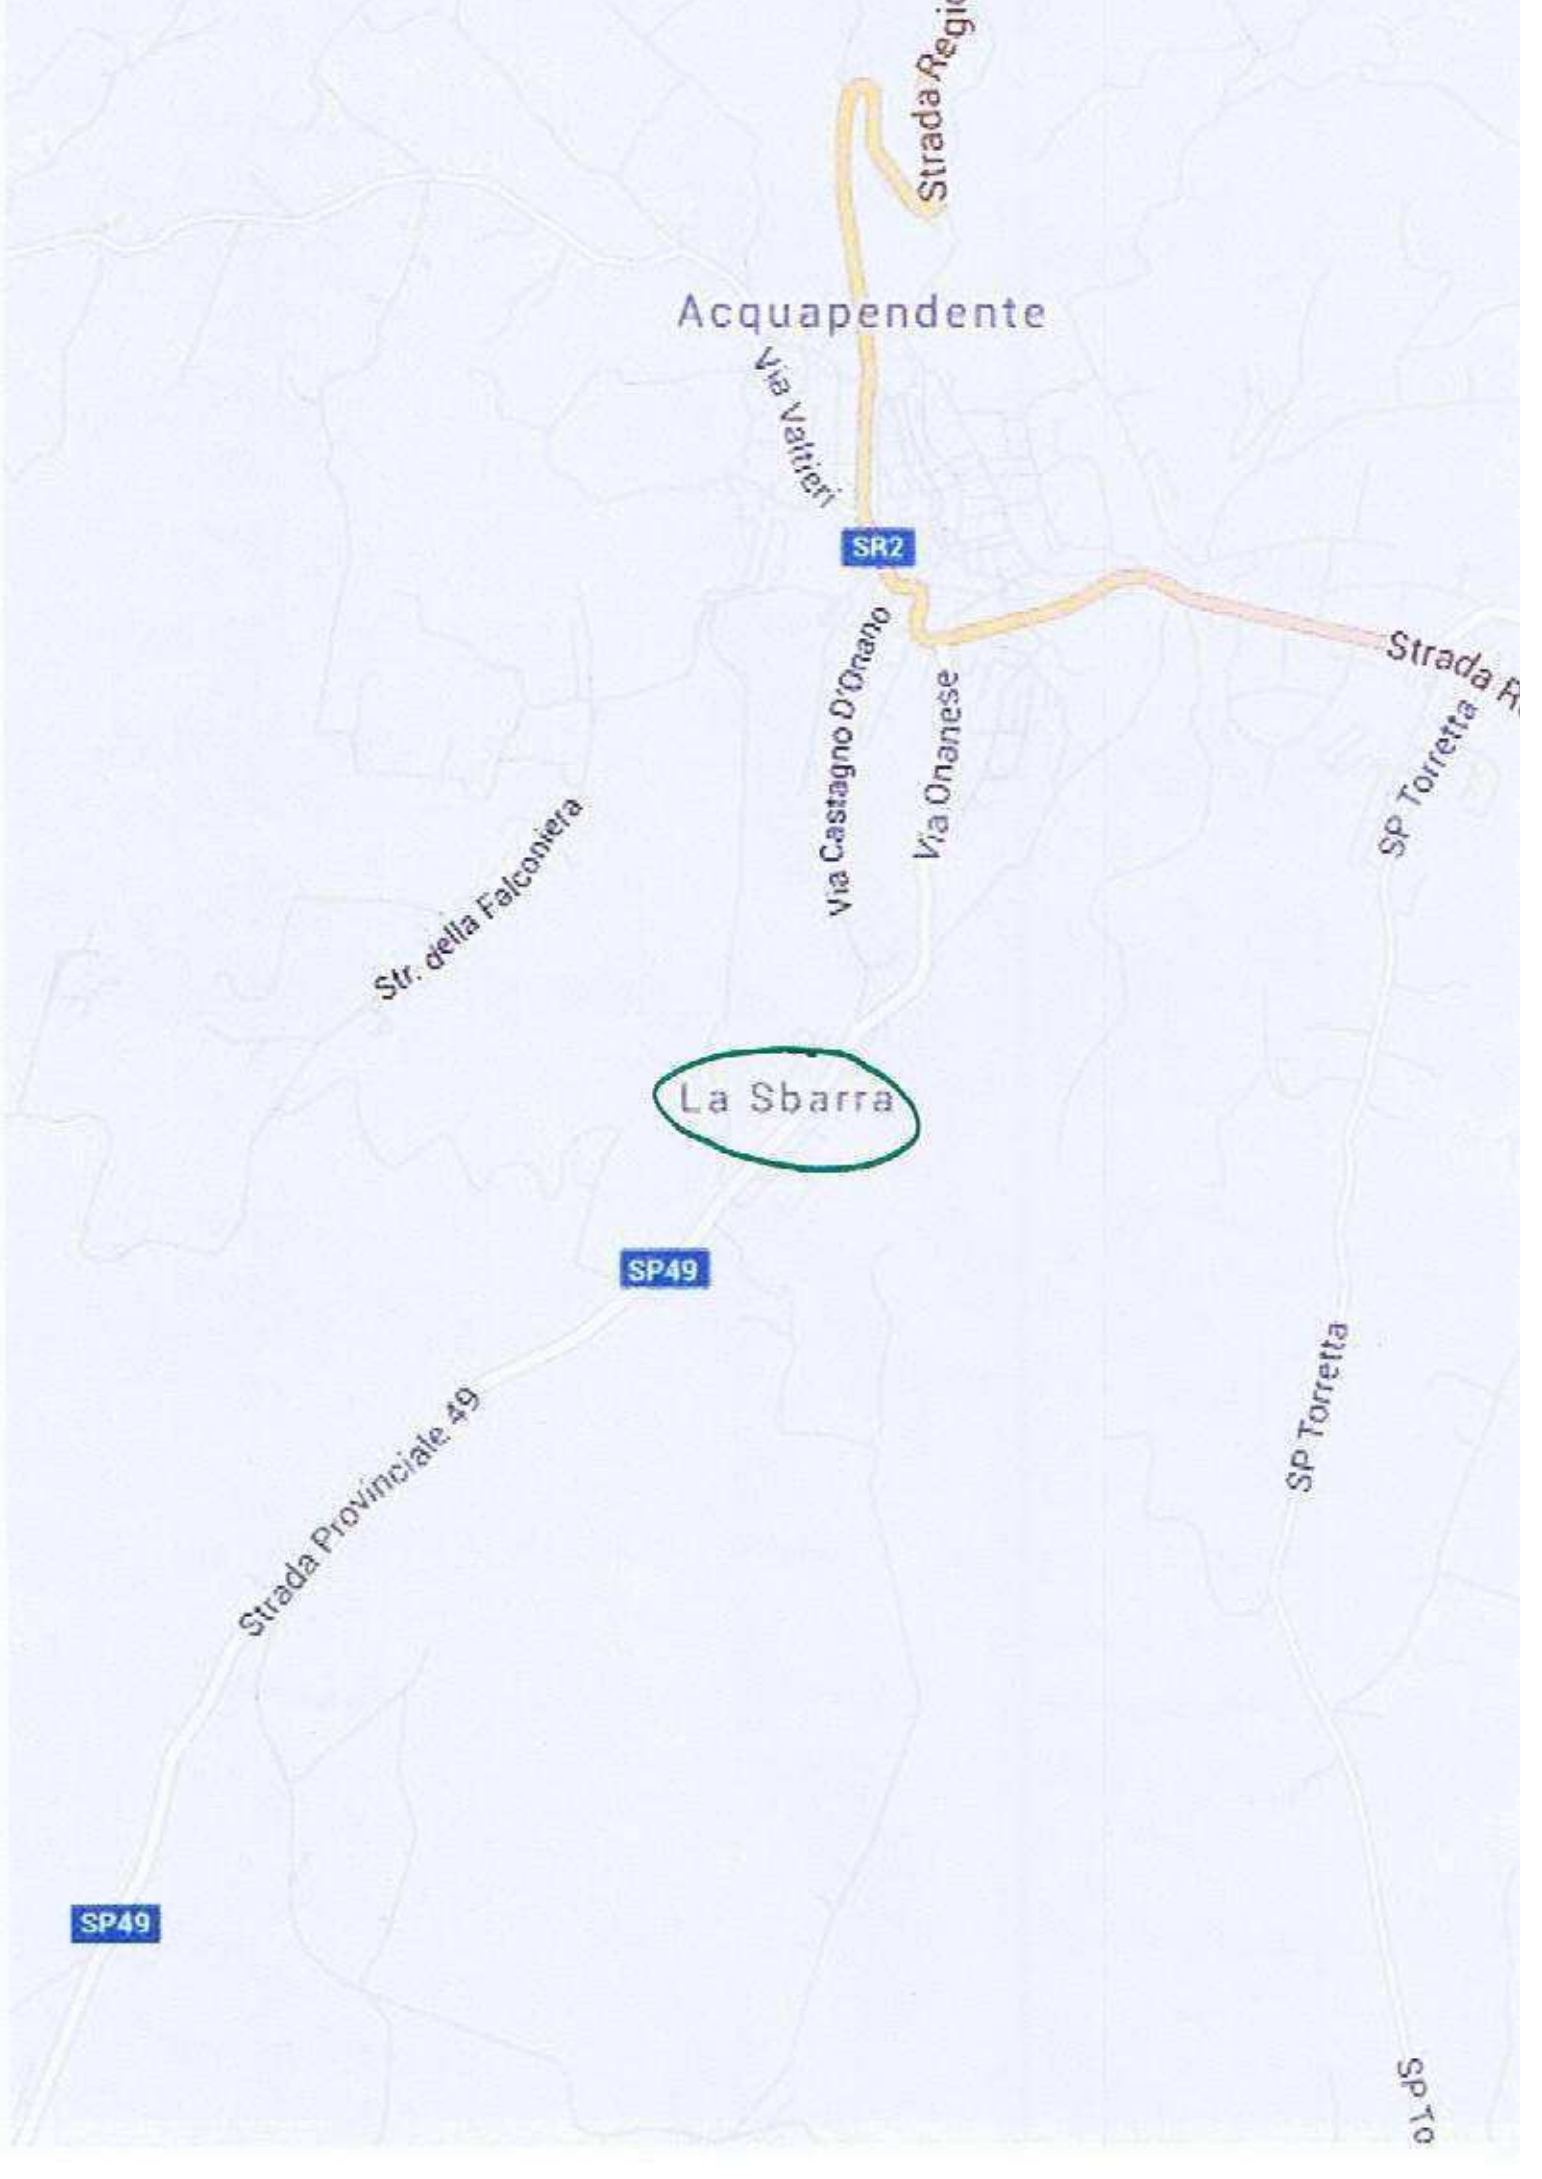 Strada Regio
Acquapendente
Via Valtieri
SR2
Via Castagno D'Onano
Via Onanese
Strada R
SP Torretta
Str. della Falconiera
La Sbarra
SP49
SP Torretta
Strada Provinciale 49
SP49
SP To